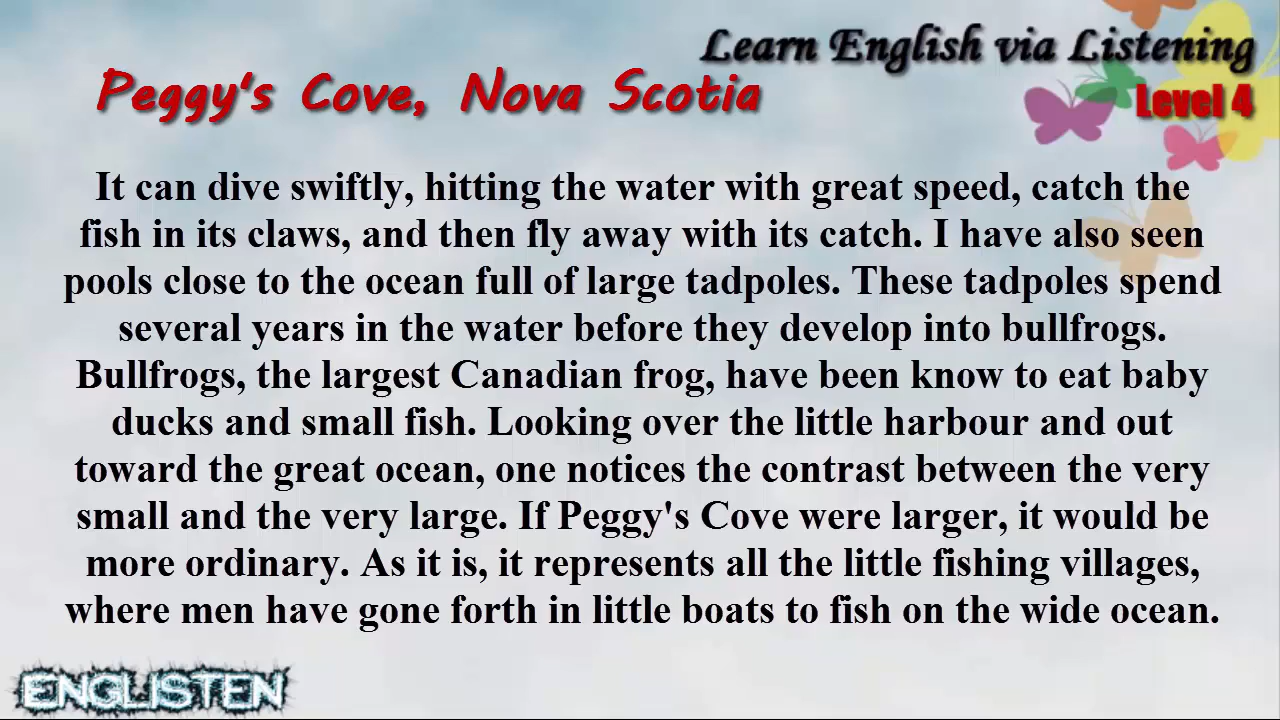 Learn English via Listening
Peggy's Cove, Nova Scotia
Level 4
It can dive swiftly, hitting the water with great speed, catch the
fish in its claws, and then fly away with its catch. I have also seen
pools close to the ocean full of large tadpoles. These tadpoles spend
several years in the water before they develop into bullfrogs.
Bullfrogs, the largest Canadian frog, have been know to eat baby
ducks and small fish. Looking over the little harbour and out
toward the great ocean, one notices the contrast between the very
small and the very large. If Peggy's Cove were larger, it would be
more ordinary. As it is, it represents all the little fishing villages,
where men have gone forth in little boats to fish on the wide ocean.
ENGLISTEN